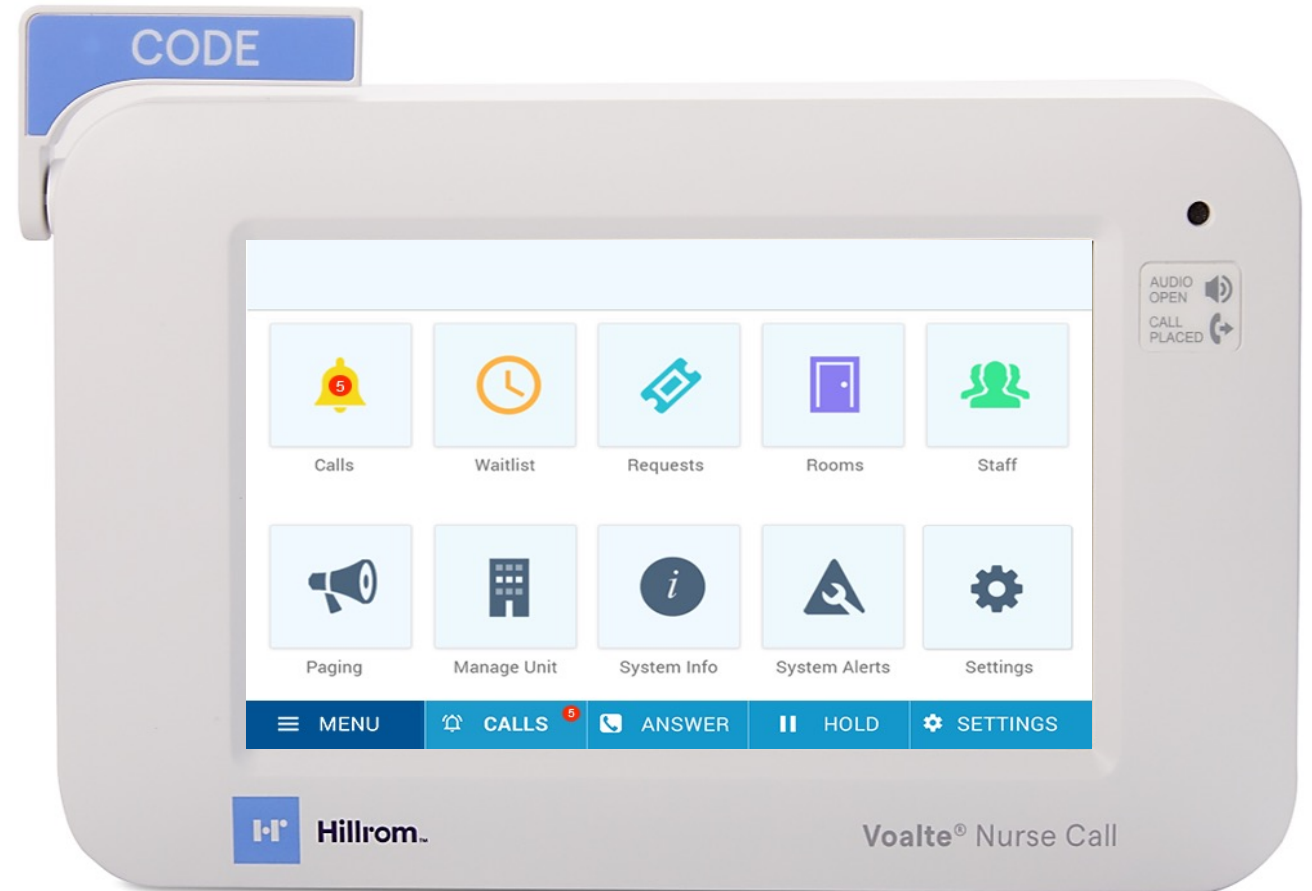 CODE
AUDIO OPEN
CALL PLACED
5
Calls
Waitlist
Requests
Rooms
Staff
i
Paging
Manage Unit
System Info
System Alerts
Settings
MENU
CALLS 5
ANSWER
HOLD
SETTINGS
Hillrom™
Voalte® Nurse Call